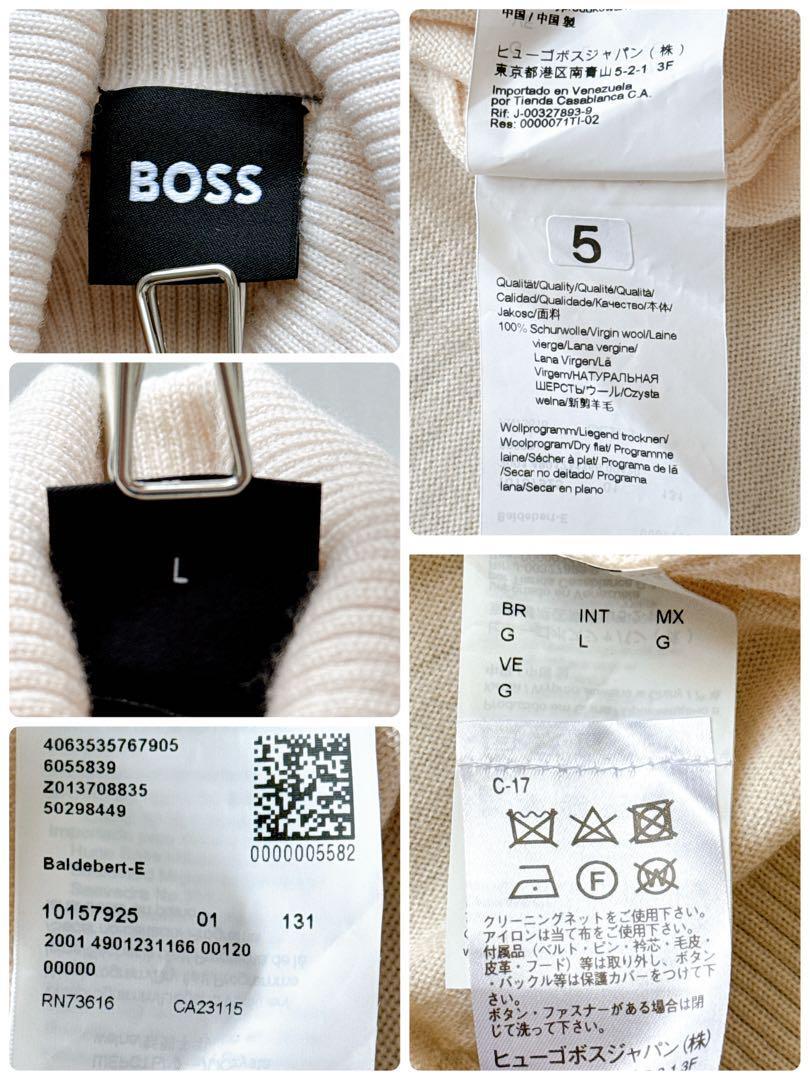 BOSS
L
4063535767905
6055839
Z013708835
50298449
0000005582
Baldebert-E
10157925 01 131
2001 4901231166 00120
00000
RN73616 CA23115
中国 / 中國 製
ヒューゴボスジャパン ( 株 )
東京都港区南青山5-2-1 3F
Importado en Venezuela
por Tienda Casablanca C.A.
Rif: J-00327893-9
Res: 0000071TI-02
5
Qualität/Quality/Qualité/Qualità/
Calidad/Qualidade/Качество/本体/
Jakość/面料
100% Schurwolle/Virgin wool/Laine
vierge/Lana vergine/
Lana Virgen/Lã
Virgem/НАТУРАЛЬНАЯ
ШЕРСТЬ/ウール/Czysta
wełna/新剪羊毛
Wollprogramm/Liegend trocknen/
Woolprogram/Dry flat/ Programme
laine/Sécher à plat/ Programa de lã
/Secar no deitado/ Programa
lana/Secar en plano
BR INT MX
G L G
VE
G
C-17
F
W
クリーニングネットをご使用下さい。
アイロンは当て布をご使用下さい。
付属品（ベルト・ピン・衿芯・毛皮・
皮革・フード）等は取り外し、ボタン
・バックル等は保護カバーをつけて下
さい。
ボタン・ファスナーがある場合は閉
じて洗って下さい。
ヒューゴボスジャパン (株)
3F